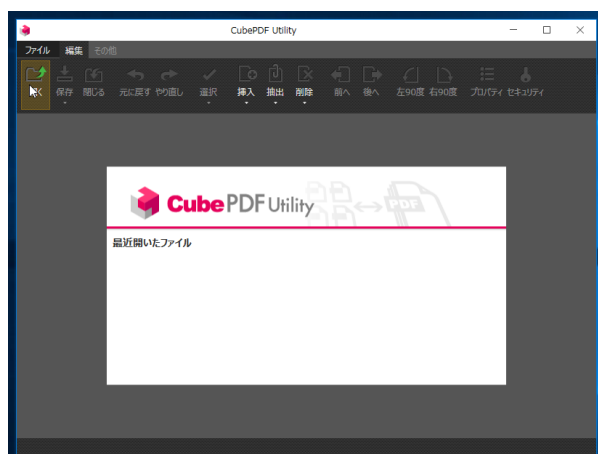 CubePDF Utility
ファイル 編集 その他
開く 保存 閉じる 元に戻す やり直し 選択 挿入 抽出 削除 前へ 後へ 左90度 右90度 プロパティ セキュリティ
CubePDF Utility PDF
最近開いたファイル